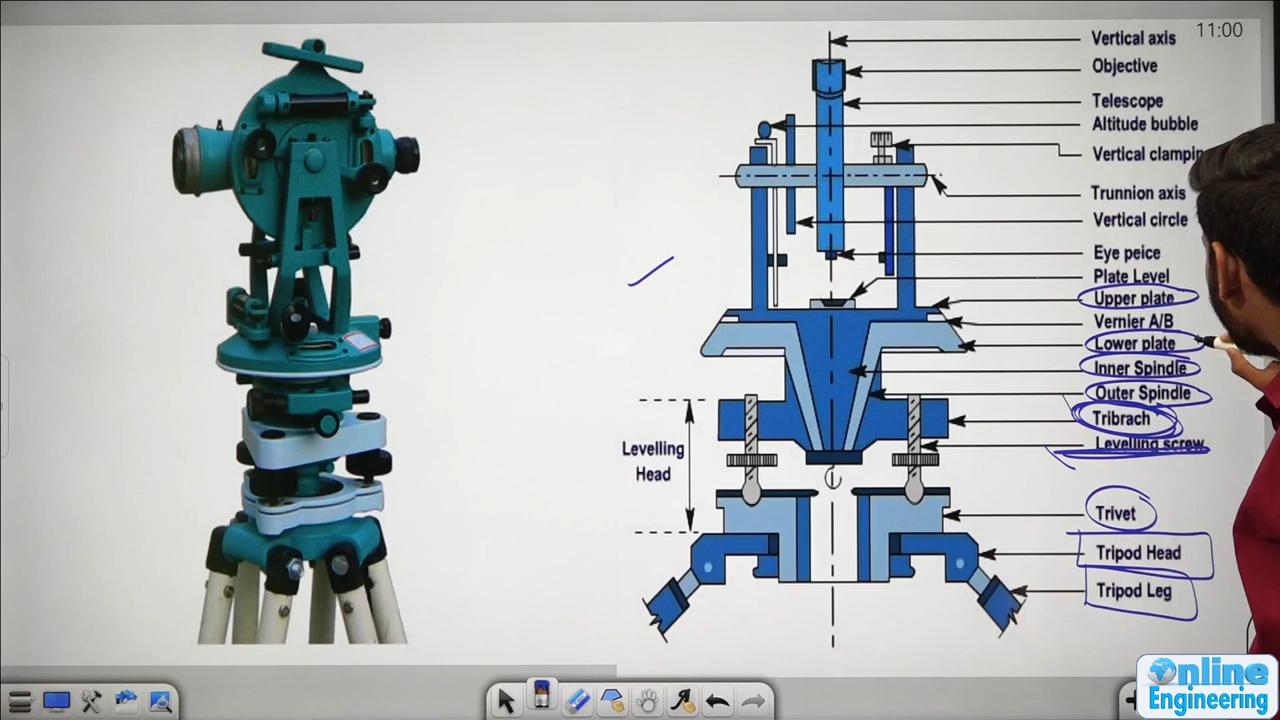 11:00
Vertical axis
Objective
Telescope
Altitude bubble
Vertical clampin
Trunnion axis
Vertical circle
Eye peice
Plate Level
Upper plate
Vernier A/B
Lower plate
Inner Spindle
Outer Spindle
Tribrach
Levelling screw
Levelling
Head
Trivet
Tripod Head
Tripod Leg
Online
Engineering